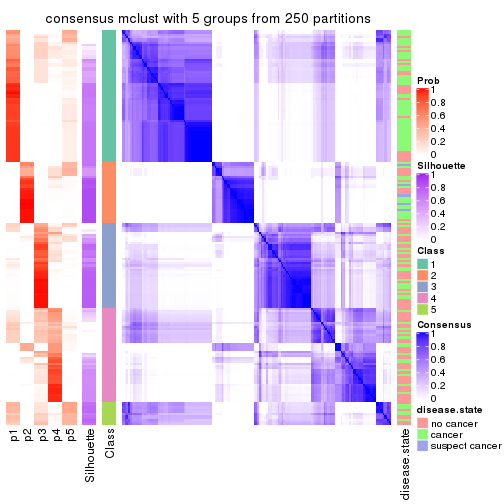 consensus mclust with 5 groups from 250 partitions
Prob
1
0.8
0.6
0.4
0.2
0
Silhouette
1
0.8
0.6
0.4
0.2
0
Class
1
2
3
4
5
Consensus
1
0.8
0.6
0.4
0.2
0
disease.state
no cancer
cancer
suspect cancer
p1
p2
p3
p4
p5
Silhouette
Class
disease.state